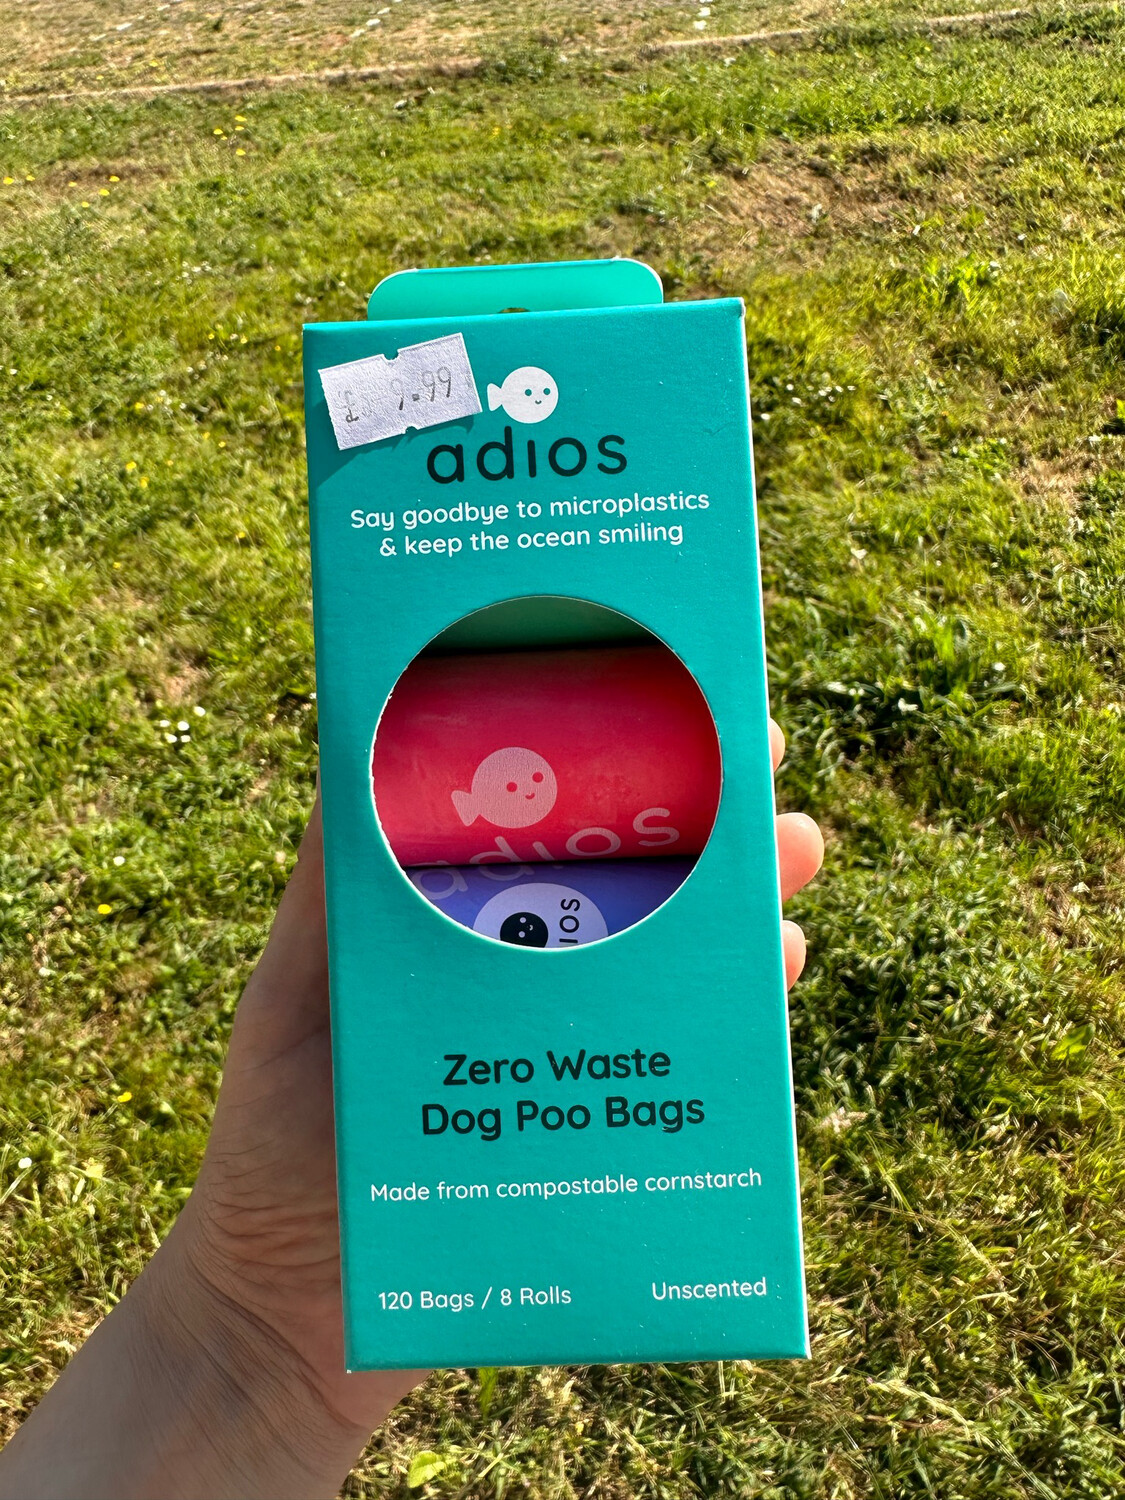 £ 9.99
adios
Say goodbye to microplastics
& keep the ocean smiling
adios
IOS
Zero Waste
Dog Poo Bags
Made from compostable cornstarch
120 Bags / 8 Rolls
Unscented